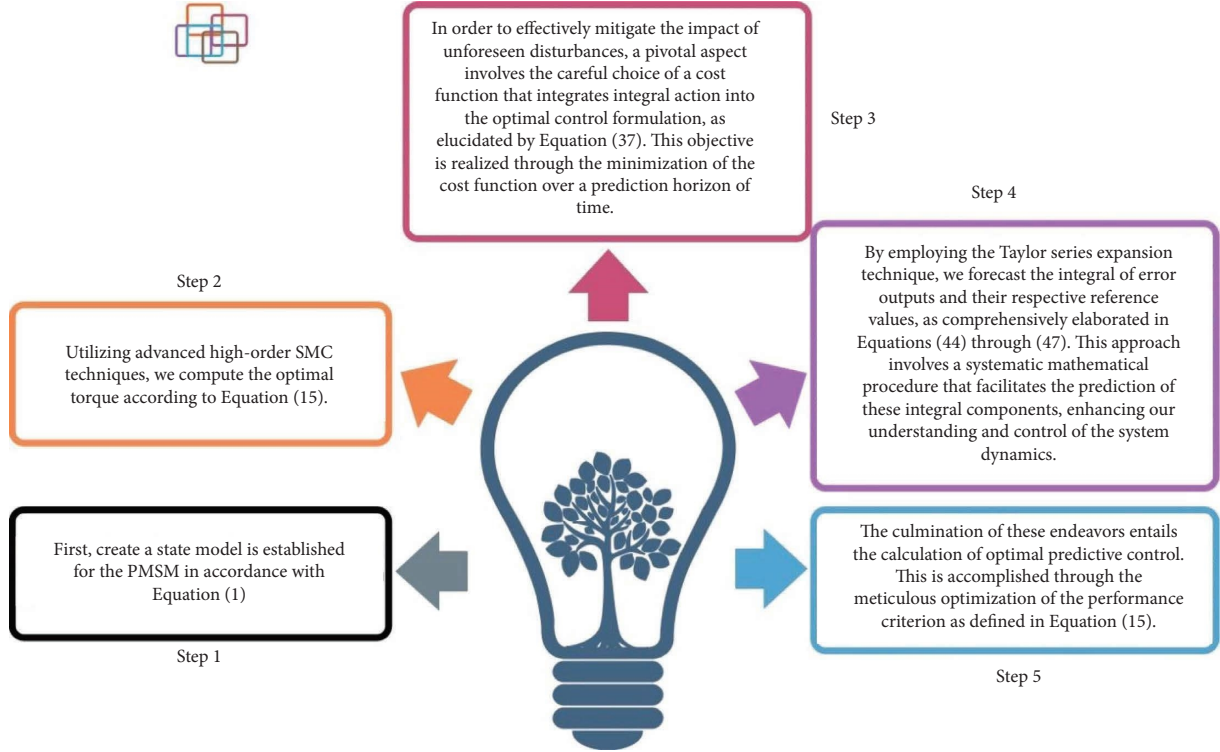 Step 1
First, create a state model is established
for the PMSM in accordance with
Equation (1)
Step 2
Utilizing advanced high-order SMC
techniques, we compute the optimal
torque according to Equation (15).
Step 3
In order to effectively mitigate the impact of
unforeseen disturbances, a pivotal aspect
involves the careful choice of a cost
function that integrates integral action into
the optimal control formulation, as
elucidated by Equation (37). This objective
is realized through the minimization of the
cost function over a prediction horizon of
time.
Step 4
By employing the Taylor series expansion
technique, we forecast the integral of error
outputs and their respective reference
values, as comprehensively elaborated in
Equations (44) through (47). This approach
involves a systematic mathematical
procedure that facilitates the prediction of
these integral components, enhancing our
understanding and control of the system
dynamics.
Step 5
The culmination of these endeavors entails
the calculation of optimal predictive control.
This is accomplished through the
meticulous optimization of the performance
criterion as defined in Equation (15).